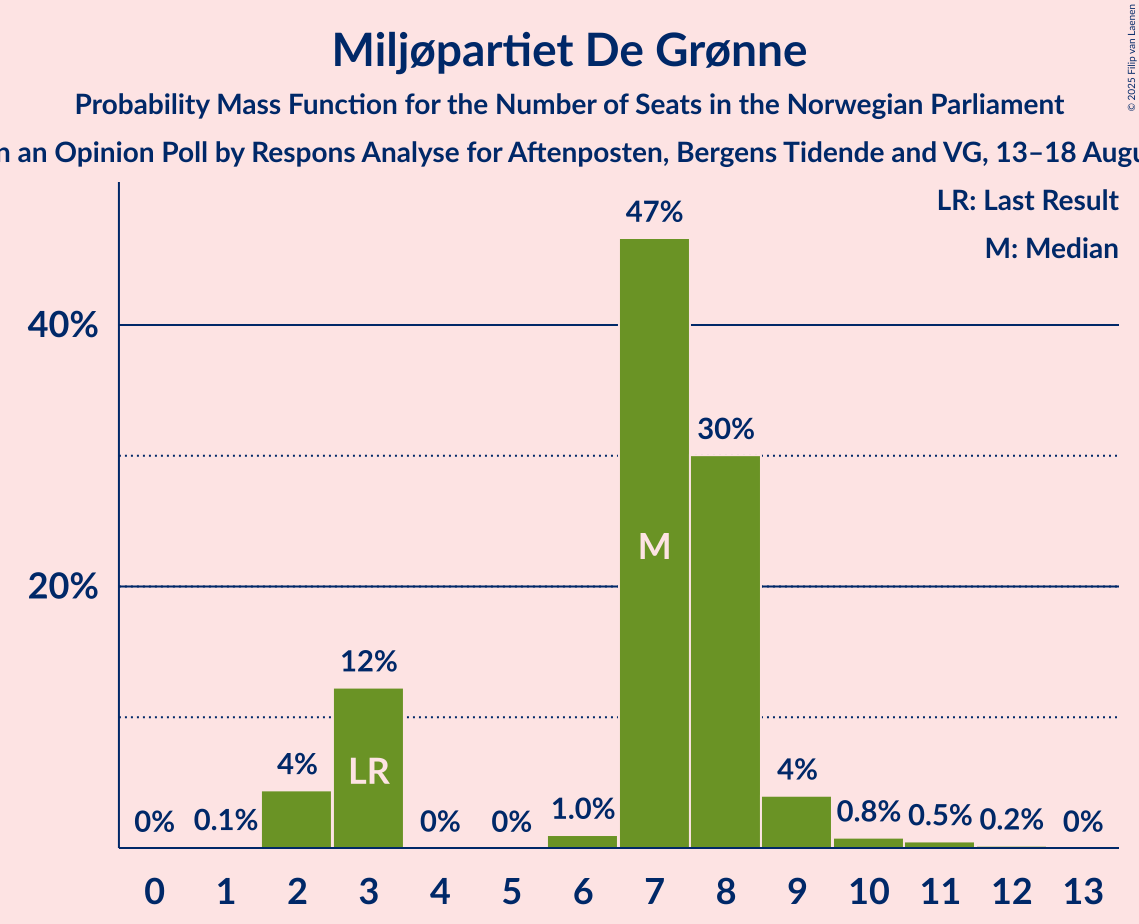 Miljøpartiet De Grønne
Probability Mass Function for the Number of Seats in the Norwegian Parliament
an Opinion Poll by Respons Analyse for Aftenposten, Bergens Tidende and VG, 13–18
LR: Last Result
M: Median
© 2025 Filip van Laenen
47%
40%
30%
M
20%
12%
LR
4%
4%
0%
0.1%
0%
0%
1.0%
0.8%
0.5%
0.2%
0%
0 1 2 3 4 5 6 7 8 9 10 11 12 13